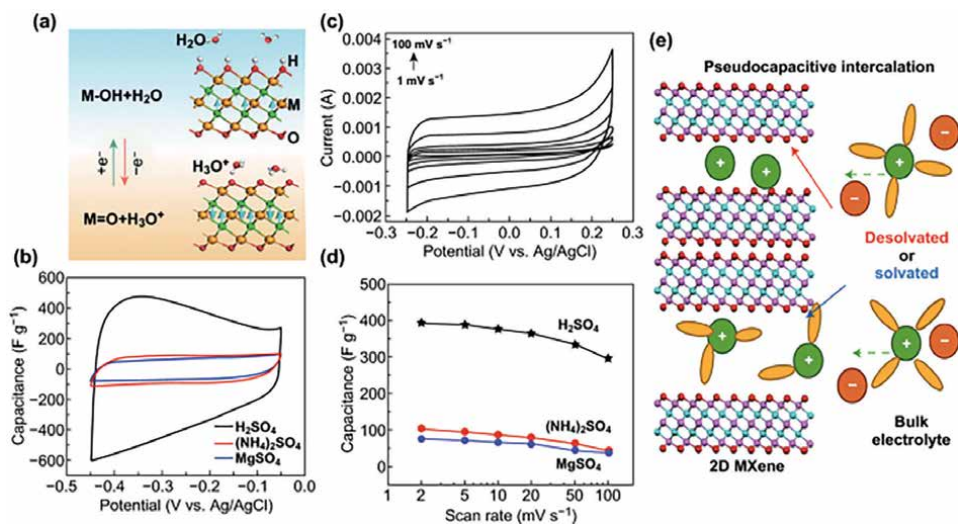 (a)
H₂O
H
M-OH+H₂O
M
O
+e⁻
−e⁻
H₃O⁺
M=O+H₃O⁺
(b)
Capacitance (F g⁻¹)
600
400
200
0
−200
−400
−600
H₂SO₄
(NH4)₂SO₄
MgSO₄
−0.5
−0.4
−0.3
−0.2
−0.1
0.0
Potential (V vs. Ag/AgCl)
(c)
Current (A)
0.004
0.003
0.002
0.001
0.000
−0.001
−0.002
100 mV s⁻¹
1 mV s⁻¹
−0.3
−0.2
−0.1
0.0
0.1
0.2
0.3
Potential (V vs. Ag/AgCl)
(d)
Capacitance (F g⁻¹)
500
400
300
200
100
0
H₂SO₄
(NH₄)₂SO₄
MgSO₄
1
2
5
10
20
50
100
Scan rate (mV s⁻¹)
(e)
Pseudocapacitive intercalation
+
+
+
−
−
Desolvated
or
solvated
+
+
+
−
−
2D MXene
Bulk
electrolyte